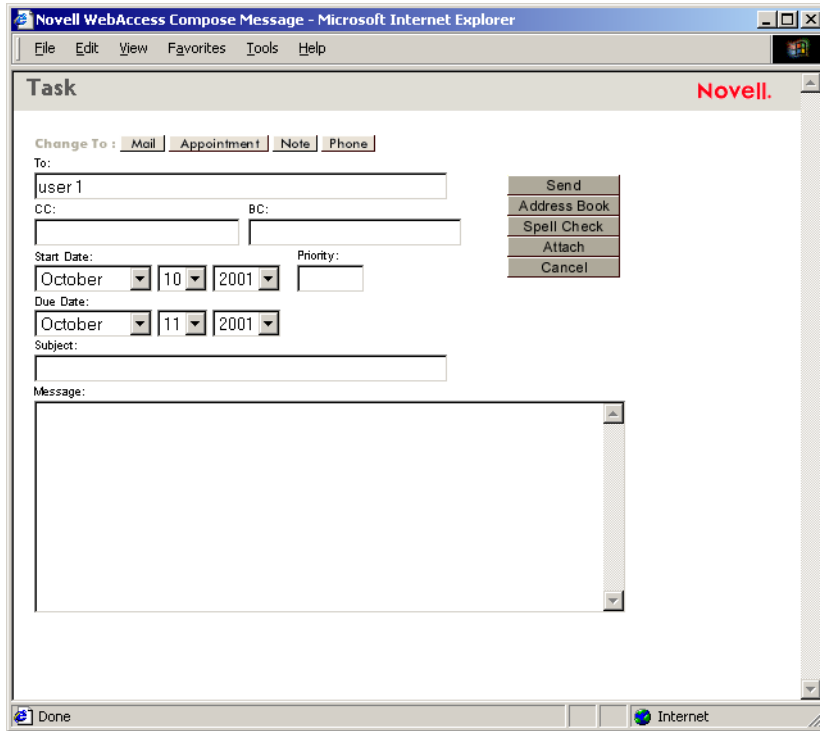 Novell WebAccess Compose Message - Microsoft Internet Explorer
File Edit View Favorites Tools Help
Task
Novell.
Change To : Mail Appointment Note Phone
To:
user1
Send
CC: BC:
Address Book
Spell Check
Start Date: Priority:
Attach
October 10 2001
Cancel
Due Date:
October 11 2001
Subject:
Message:
Done Internet